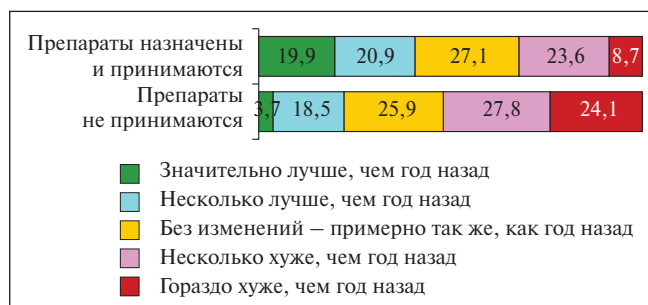 Препараты назначены
и принимаются
19,9 20,9 27,1 23,6 8,7
Препараты
не принимаются
3,7 18,5 25,9 27,8 24,1
Значительно лучше, чем год назад
Несколько лучше, чем год назад
Без изменений – примерно так же, как год назад
Несколько хуже, чем год назад
Гораздо хуже, чем год назад